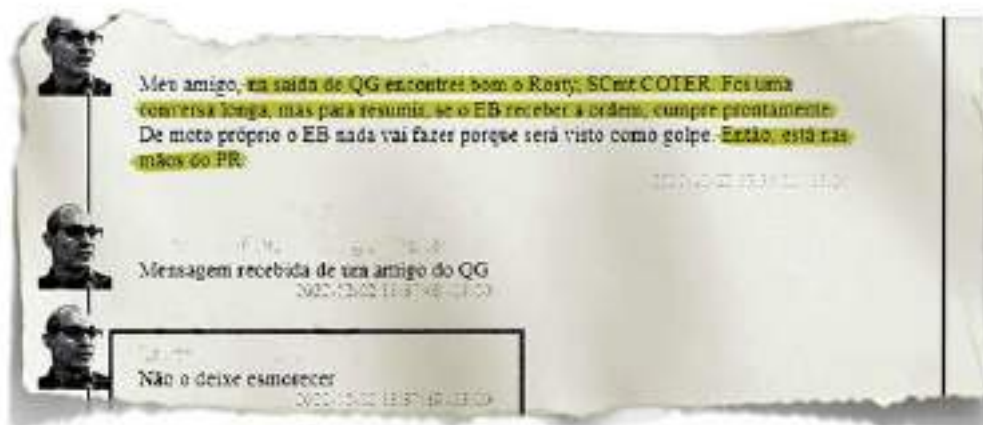 Meu amigo, na saída do QG encontrei bom o Rosty, SCmt COTER. Foi uma
conversa longa, mas para resumir, se o EB receber a ordem, cumpre prontamente.
De moto próprio o EB nada vai fazer porque será visto como golpe. Então, está nas
mãos do PR.
Mensagem recebida de um amigo do QG
Não o deixe esmorecer